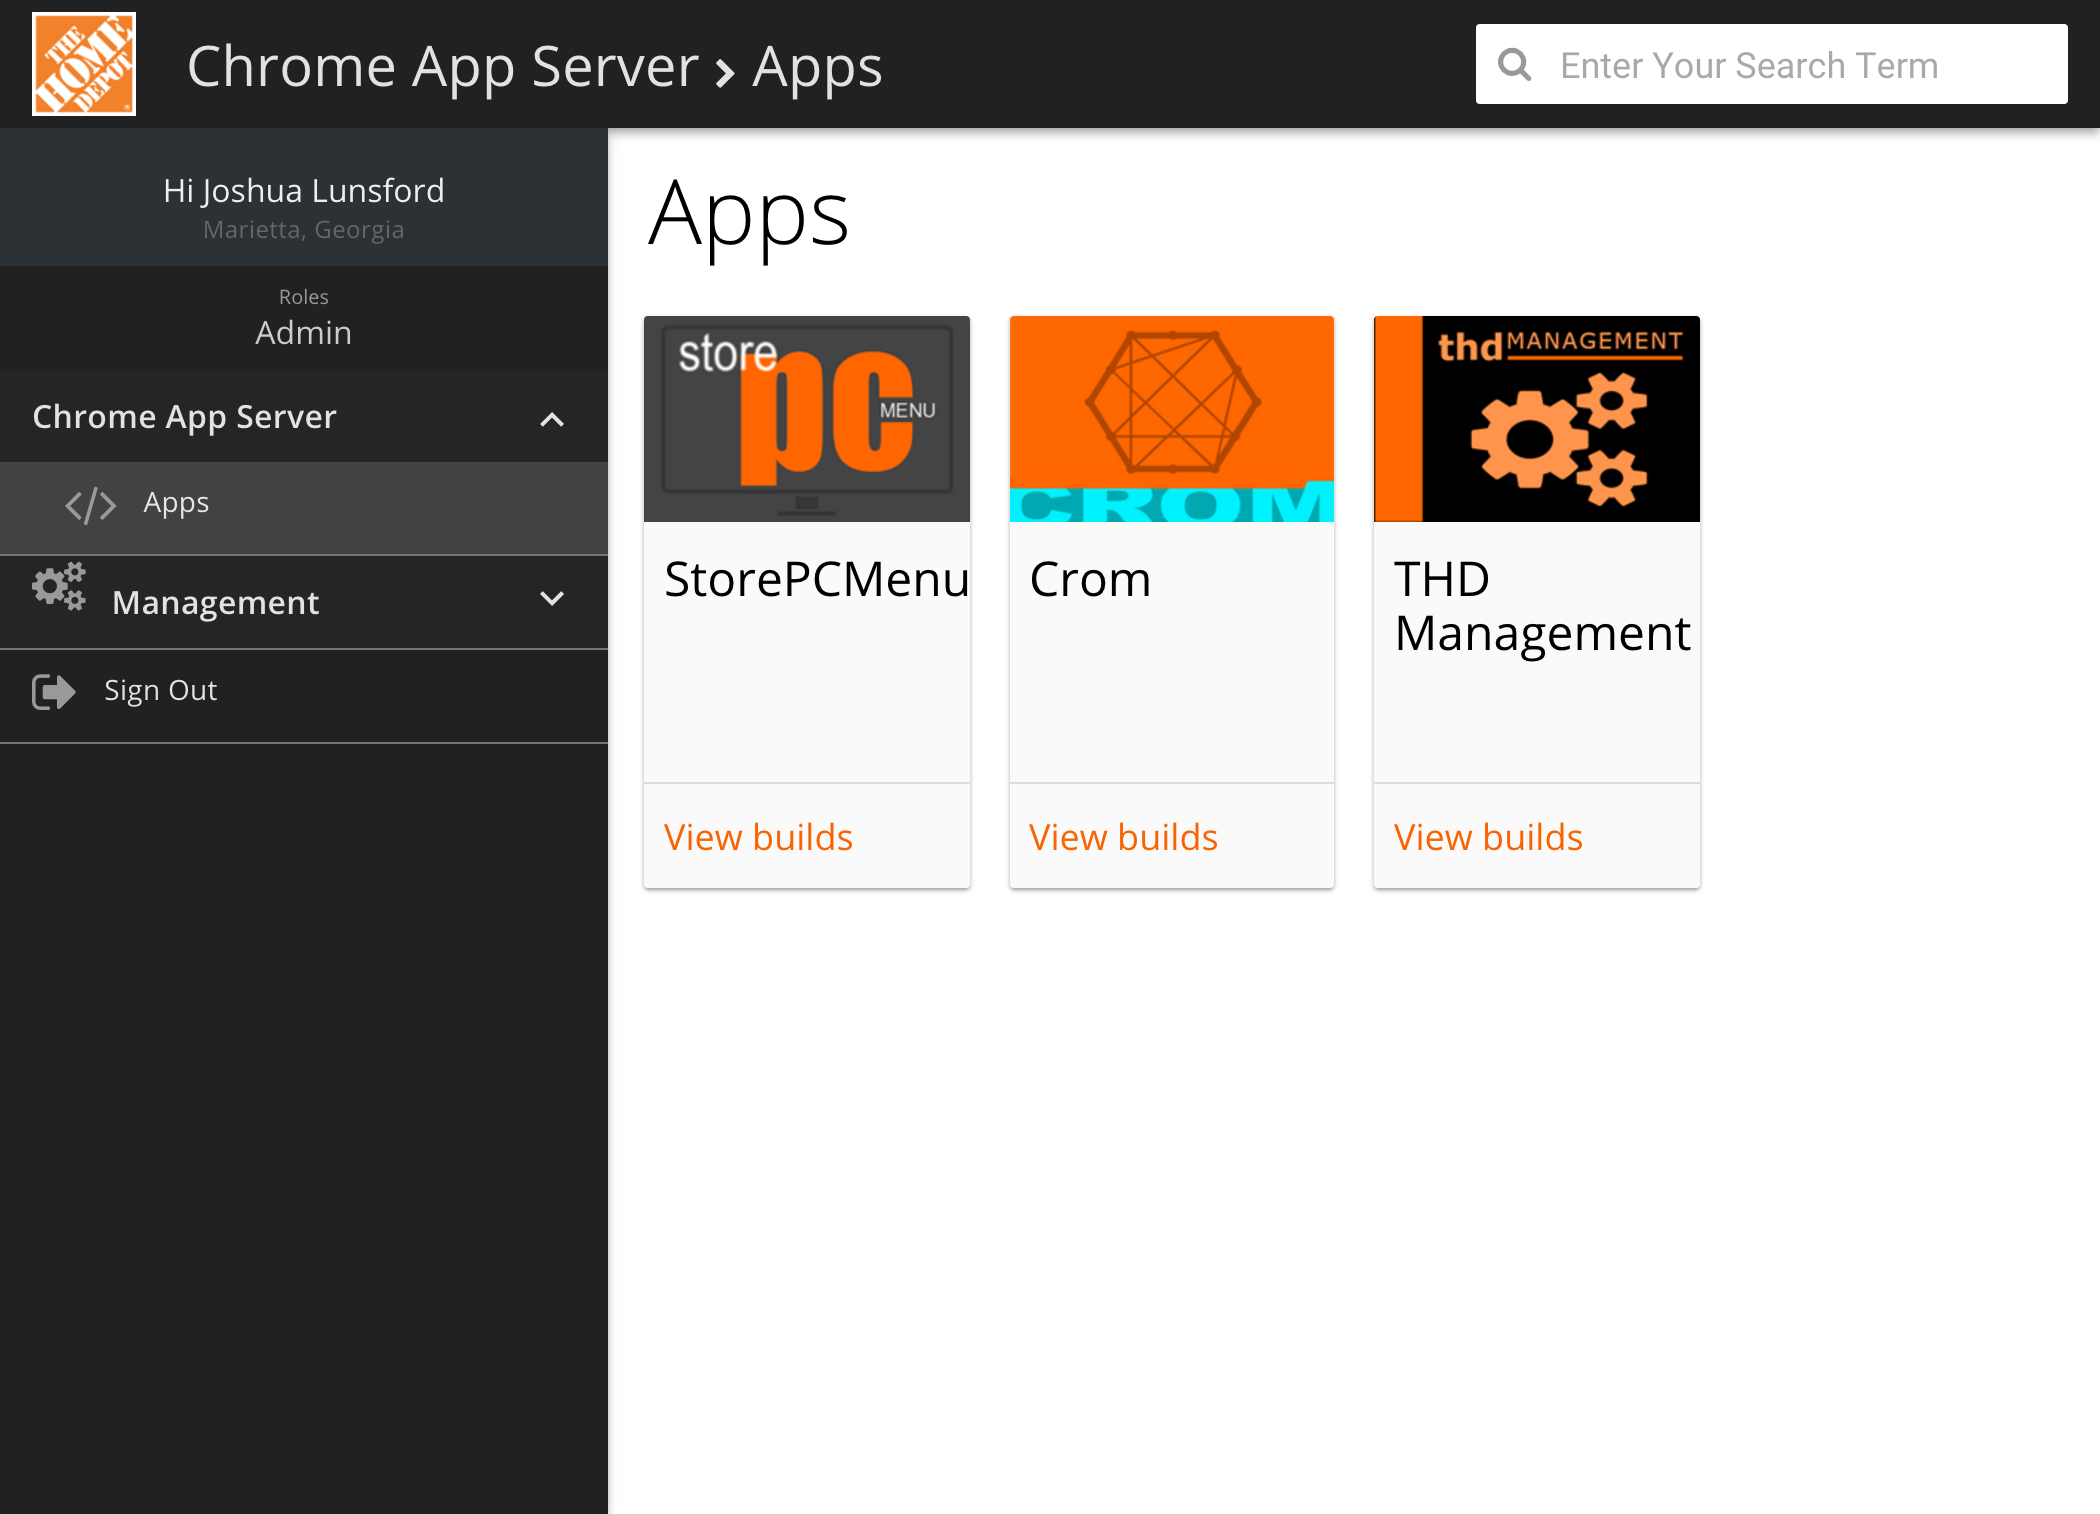 THE
HOME
DEPOT
Chrome App Server › Apps
Enter Your Search Term
Hi Joshua Lunsford
Marietta, Georgia
Roles
Admin
Chrome App Server
</> Apps
Management
Sign Out
Apps
store
pc
MENU
StorePCMenu
View builds
CROM
Crom
View builds
thd MANAGEMENT
THD
Management
View builds